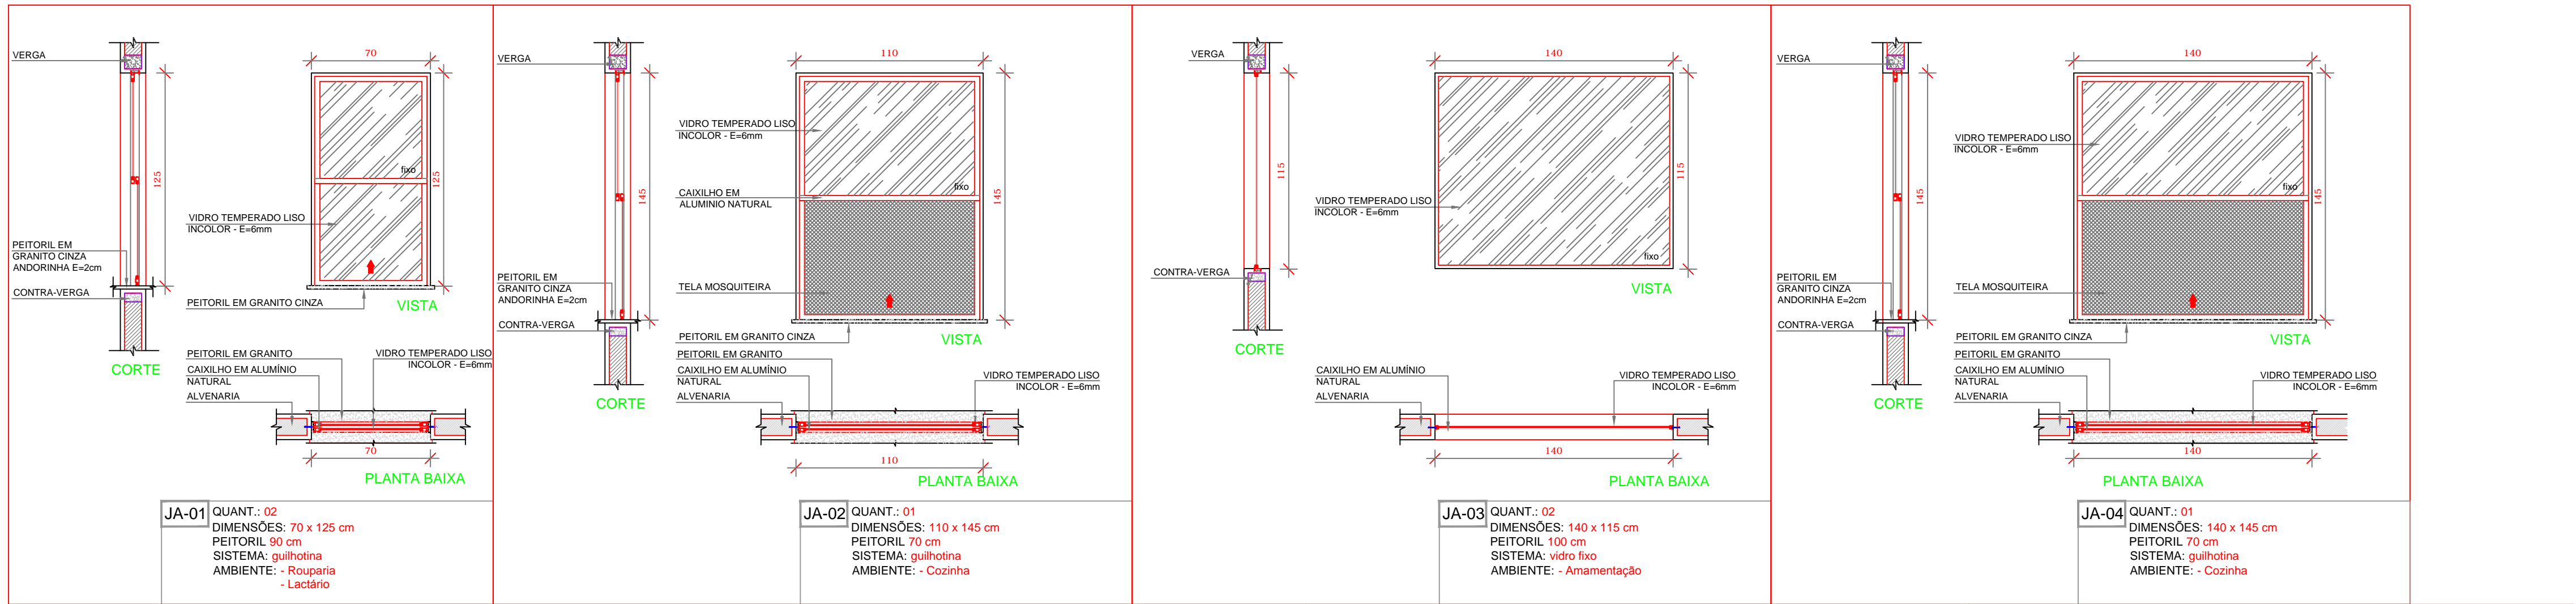 VERGA
70
125
fixo
125
VIDRO TEMPERADO LISO
INCOLOR - E=6mm
PEITORIL EM
GRANITO CINZA
ANDORINHA E=2cm
CONTRA-VERGA
PEITORIL EM GRANITO CINZA
VISTA
CORTE
PEITORIL EM GRANITO
VIDRO TEMPERADO LISO
INCOLOR - E=6mm
CAIXILHO EM ALUMÍNIO
NATURAL
ALVENARIA
70
PLANTA BAIXA
JA-01
QUANT.: 02
DIMENSÕES: 70 x 125 cm
PEITORIL 90 cm
SISTEMA: guilhotina
AMBIENTE: - Rouparia
- Lactário
VERGA
110
VIDRO TEMPERADO LISO
INCOLOR - E=6mm
fixo
145
CAIXILHO EM
ALUMINIO NATURAL
145
PEITORIL EM
GRANITO CINZA
ANDORINHA E=2cm
TELA MOSQUITEIRA
CONTRA-VERGA
PEITORIL EM GRANITO CINZA
VISTA
CORTE
PEITORIL EM GRANITO
CAIXILHO EM ALUMÍNIO
NATURAL
VIDRO TEMPERADO LISO
INCOLOR - E=6mm
ALVENARIA
110
PLANTA BAIXA
JA-02
QUANT.: 01
DIMENSÕES: 110 x 145 cm
PEITORIL 70 cm
SISTEMA: guilhotina
AMBIENTE: - Cozinha
VERGA
140
115
115
VIDRO TEMPERADO LISO
INCOLOR - E=6mm
fixo
CONTRA-VERGA
VISTA
CORTE
CAIXILHO EM ALUMÍNIO
NATURAL
VIDRO TEMPERADO LISO
INCOLOR - E=6mm
ALVENARIA
140
PLANTA BAIXA
JA-03
QUANT.: 02
DIMENSÕES: 140 x 115 cm
PEITORIL 100 cm
SISTEMA: vidro fixo
AMBIENTE: - Amamentação
VERGA
140
VIDRO TEMPERADO LISO
INCOLOR - E=6mm
fixo
145
145
PEITORIL EM
GRANITO CINZA
ANDORINHA E=2cm
TELA MOSQUITEIRA
CONTRA-VERGA
PEITORIL EM GRANITO CINZA
VISTA
CORTE
PEITORIL EM GRANITO
CAIXILHO EM ALUMÍNIO
NATURAL
VIDRO TEMPERADO LISO
INCOLOR - E=6mm
ALVENARIA
140
PLANTA BAIXA
JA-04
QUANT.: 01
DIMENSÕES: 140 x 145 cm
PEITORIL 70 cm
SISTEMA: guilhotina
AMBIENTE: - Cozinha